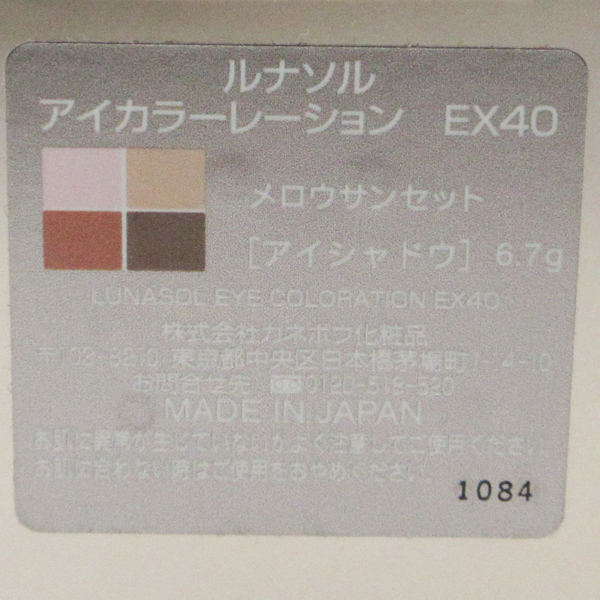 ルナソル
アイカラーレーション EX40
メロウサンセット
[アイシャドウ] 6.7g
LUNASOL EYE COLORATION EX40
株式会社カネボウ化粧品
〒103-8210 東京都中央区日本橋茅場町1-14-10
お問合せ先 0120-518-520
MADE IN JAPAN
お肌に異常が生じていないかよく注意してご使用ください。
お肌に合わない時はご使用をおやめください。
1084